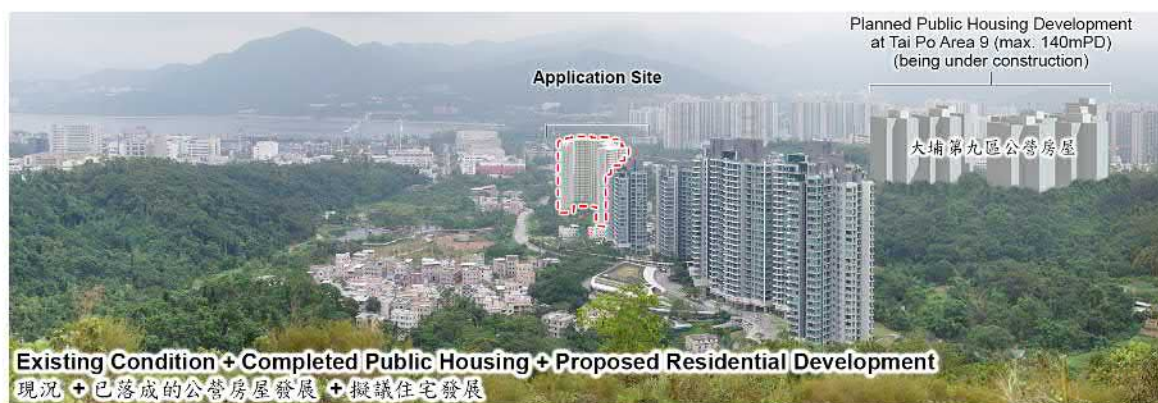 Planned Public Housing Development
at Tai Po Area 9 (max. 140mPD)
(being under construction)
Application Site
大埔第九區公營房屋
Existing Condition + Completed Public Housing + Proposed Residential Development
現況 +已落成的公營房屋發展 +擬議住宅發展